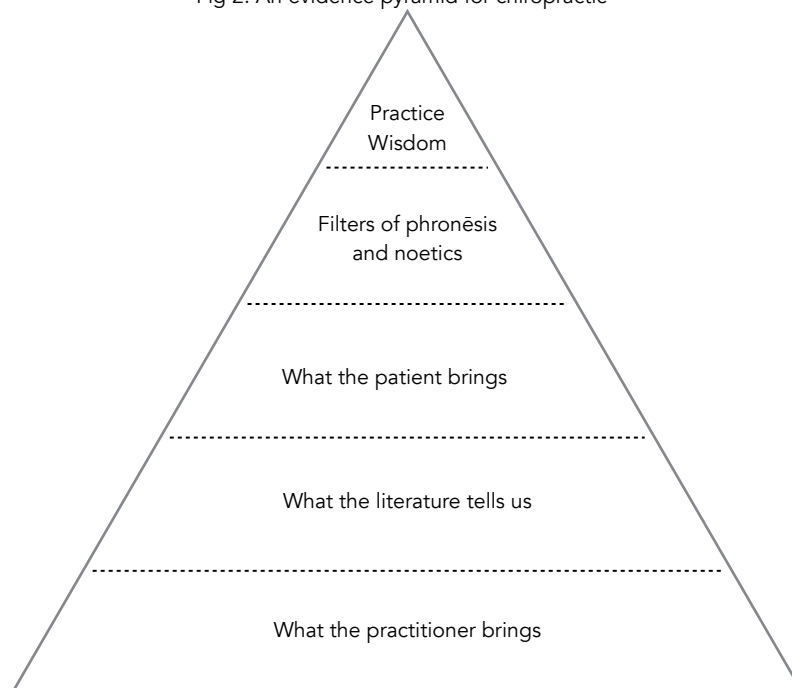 Fig 2: An evidence pyramid for chiropractic
Practice
Wisdom
Filters of phronēsis
and noetics
What the patient brings
What the literature tells us
What the practitioner brings